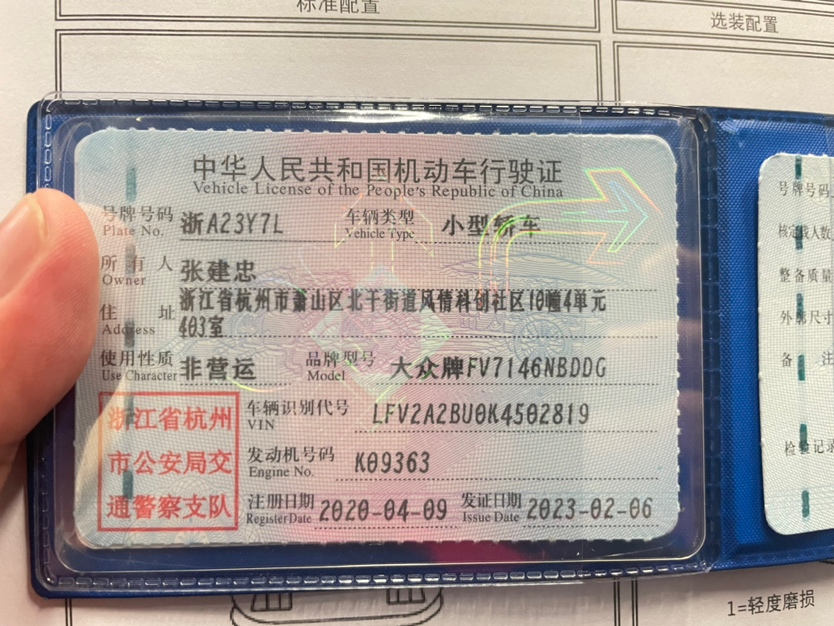 标准配置
选装配置
中华人民共和国机动车行驶证
Vehicle License of the People's Republic of China
号牌号码 浙A23Y7L 车辆类型 小型轿车
Plate No. Vehicle Type
所有人 张建忠
Owner
住址 浙江省杭州市萧山区北干街道风情科创社区10幢4单元
Address 403室
使用性质 非营运 品牌型号 大众牌FV7146NBDDG
Use Character Model
浙江省杭州
市公安局交
通警察支队
车辆识别代号 LFV2A2BU0K4502819
VIN
发动机号码 K09363
Engine No.
注册日期 2020-04-09 发证日期 2023-02-06
Register Date Issue Date
号牌号码
核定载人数
整备质量
外廓尺寸
备注
检验记录
1=轻度磨损